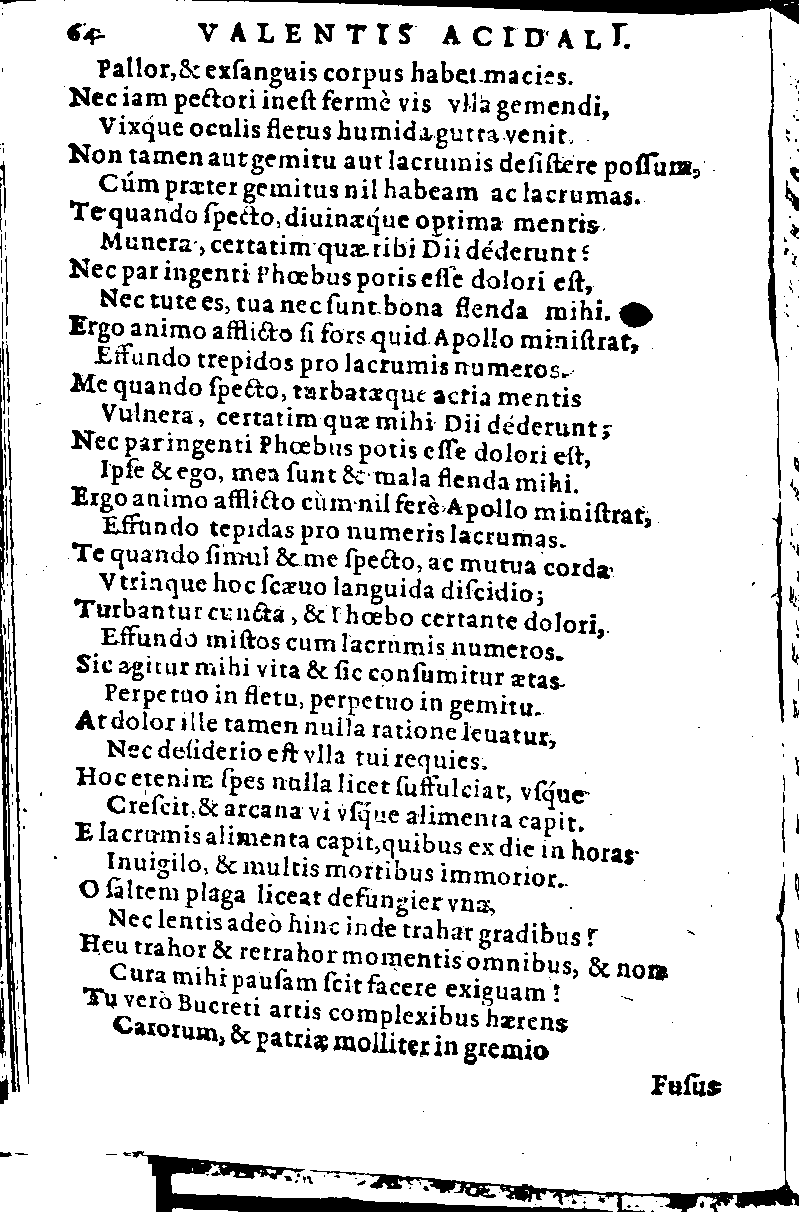 64 VALENTIS ACIDALI.
Pallor,& exſanguis corpus habet macies.
Nec iam pectori ineſt fermè vis vlla gemendi,
Vixq́ue oculis fletus humida gutta venit.
Non tamen aut gemitu aut lacrumis deſiſtere poſſum,
Cúm præter gemitus nil habeam ac lacrumas.
Te quando ſpecto, diuinæq́ue optima mentis
Munera, certatim quæ tibi Dii déderunt:
Nec par ingenti Phœbus potis eſſe dolori eſt,
Nec tute es, tua nec ſunt bona flenda mihi.
Ergo animo afflicto ſi fors quid Apollo miniſtrat,
Effundo trepidos pro lacrumis numeros.
Me quando ſpecto, turbatæque actia mentis
Vulnera, certatim quæ mihi Dii déderunt;
Nec par ingenti Phœbus potis eſſe dolori eſt,
Ipſe & ego, mea ſunt & mala flenda mihi.
Ergo animo afflicto cùm nil ferè Apollo miniſtrat,
Effundo tepidas pro numeris lacrumas.
Te quando ſimul & me ſpecto, ac mutua corda
Vtrinque hoc ſcæuo languida diſcidio;
Turbantur cuncta, & Phœbo certante dolori,
Effundo miſtos cum lacrumis numeros.
Sic agitur mihi vita & ſic conſumitur ætas
Perpetuo in fletu, perpetuo in gemitu.
At dolor ille tamen nulla ratione leuatur,
Nec deſiderio eſt vlla tui requies.
Hoc etenim ſpes nulla licet ſuffulciat, vſq́ue
Creſcit,& arcana vi vſq́ue alimenta capit.
E lacrumis alimenta capit,quibus ex die in horas
Inuigilo, & multis mortibus immorior.
O ſaltem plaga liceat defungier vna,
Nec lentis adeò hinc inde trahar gradibus!
Heu trahor & retrahor momentis omnibus, & non
Cura mihi pauſam ſcit facere exiguam!
Tu verò Bucreti artis complexibus hærens
Carorum, & patriæ molliter in gremio
Fuſus